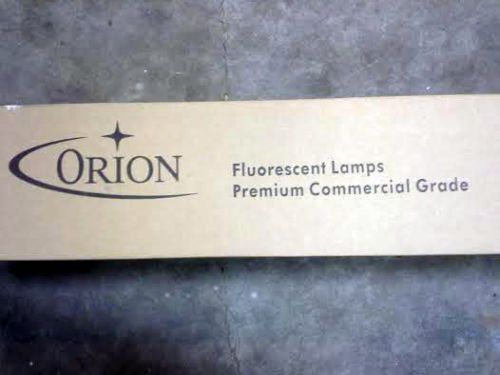 ORION
Fluorescent Lamps
Premium Commercial Grade